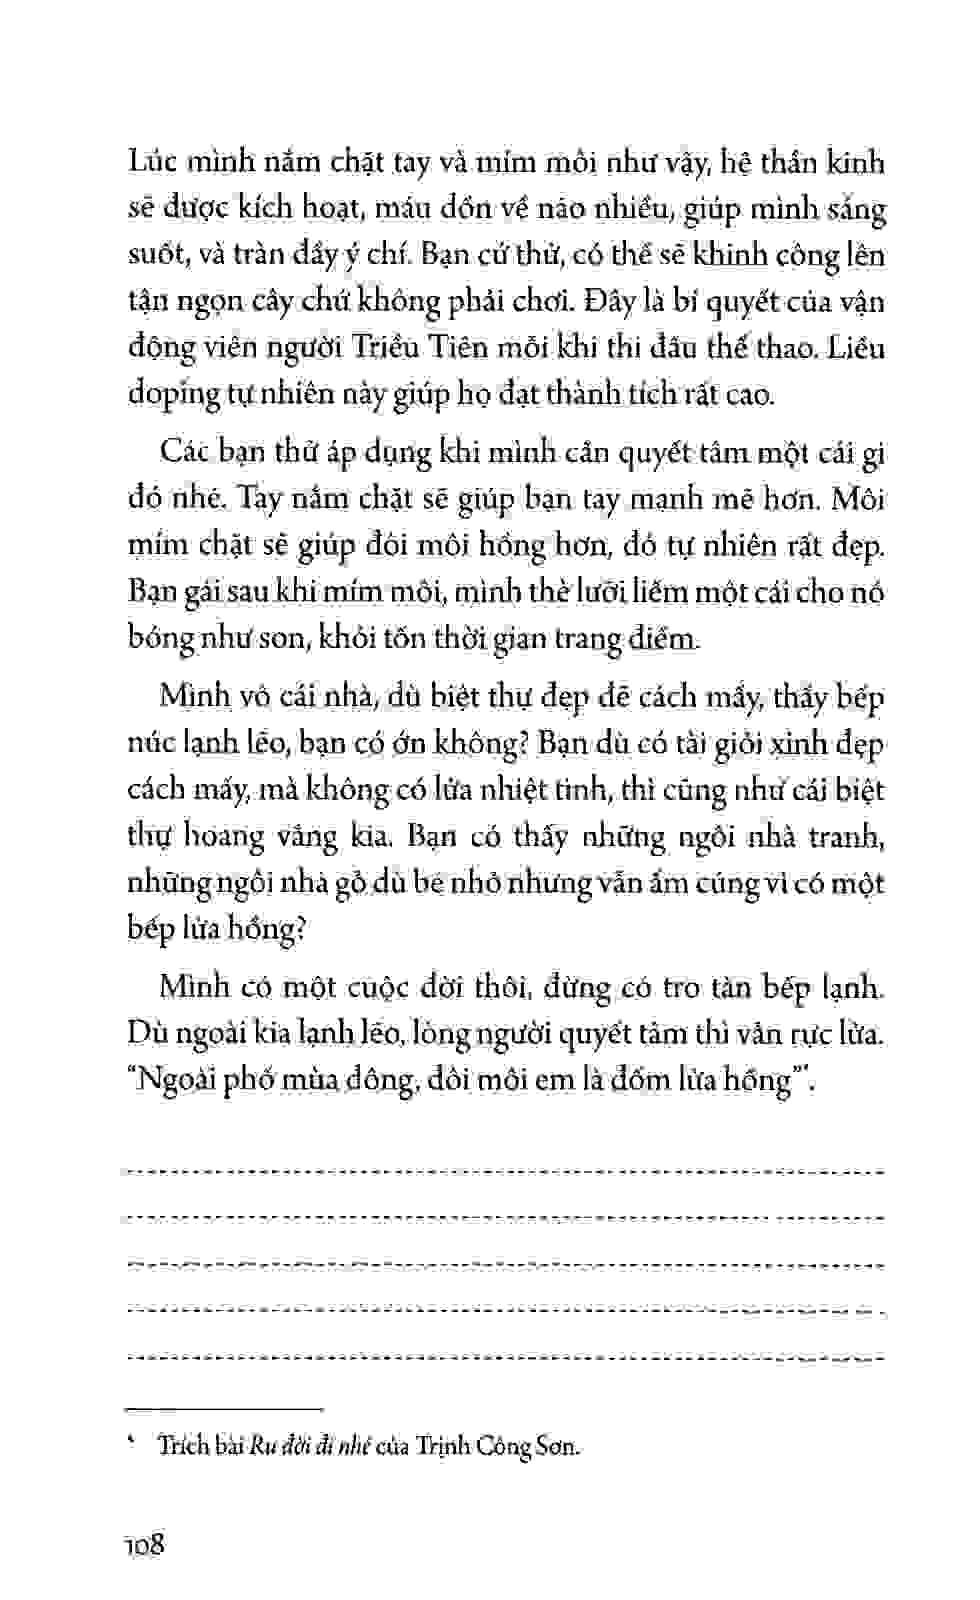 Lúc mình nắm chặt tay và mím môi như vậy, hệ thần kinh
sẽ được kích hoạt, máu dồn về não nhiều, giúp mình sáng
suốt, và tràn đầy ý chí. Bạn cứ thử, có thể sẽ khinh công lên
tận ngọn cây chứ không phải chơi. Đây là bí quyết của vận
động viên người Triều Tiên mỗi khi thi đấu thể thao. Liều
doping tự nhiên này giúp họ đạt thành tích rất cao.
Các bạn thử áp dụng khi mình cần quyết tâm một cái gì
đó nhé. Tay nắm chặt sẽ giúp bạn tay mạnh mẽ hơn. Môi
mím chặt sẽ giúp đôi môi hồng hơn, đỏ tự nhiên rất đẹp.
Bạn gái sau khi mím môi, mình thè lưỡi liếm một cái cho nó
bóng như son, khỏi tốn thời gian trang điểm.
Mình vô cái nhà, dù biệt thự đẹp đẽ cách mấy, thấy bếp
núc lạnh lẽo, bạn có ớn không? Bạn dù có tài giỏi xinh đẹp
cách mấy, mà không có lửa nhiệt tình, thì cũng như cái biệt
thự hoang vắng kia. Bạn có thấy những ngôi nhà tranh,
những ngôi nhà gỗ dù bé nhỏ nhưng vẫn ấm cúng vì có một
bếp lửa hồng?
Mình có một cuộc đời thôi, đừng có tro tàn bếp lạnh.
Dù ngoài kia lạnh lẽo, lòng người quyết tâm thì vẫn rực lửa.
“Ngoài phố mùa đông, đôi môi em là đốm lửa hồng”*.
* Trích bài Ru đời đi nhé của Trịnh Công Sơn.
108